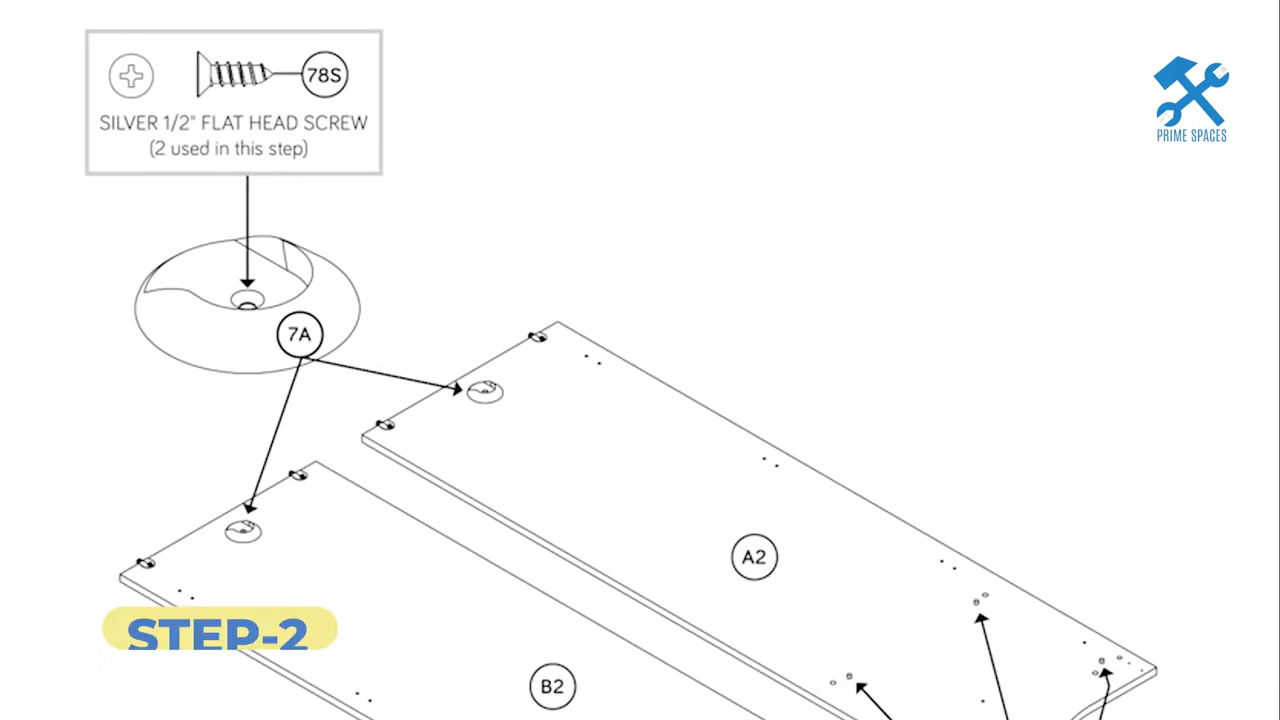 78S
SILVER 1/2" FLAT HEAD SCREW
(2 used in this step)
PRIME SPACES
7A
A2
STEP-2
B2